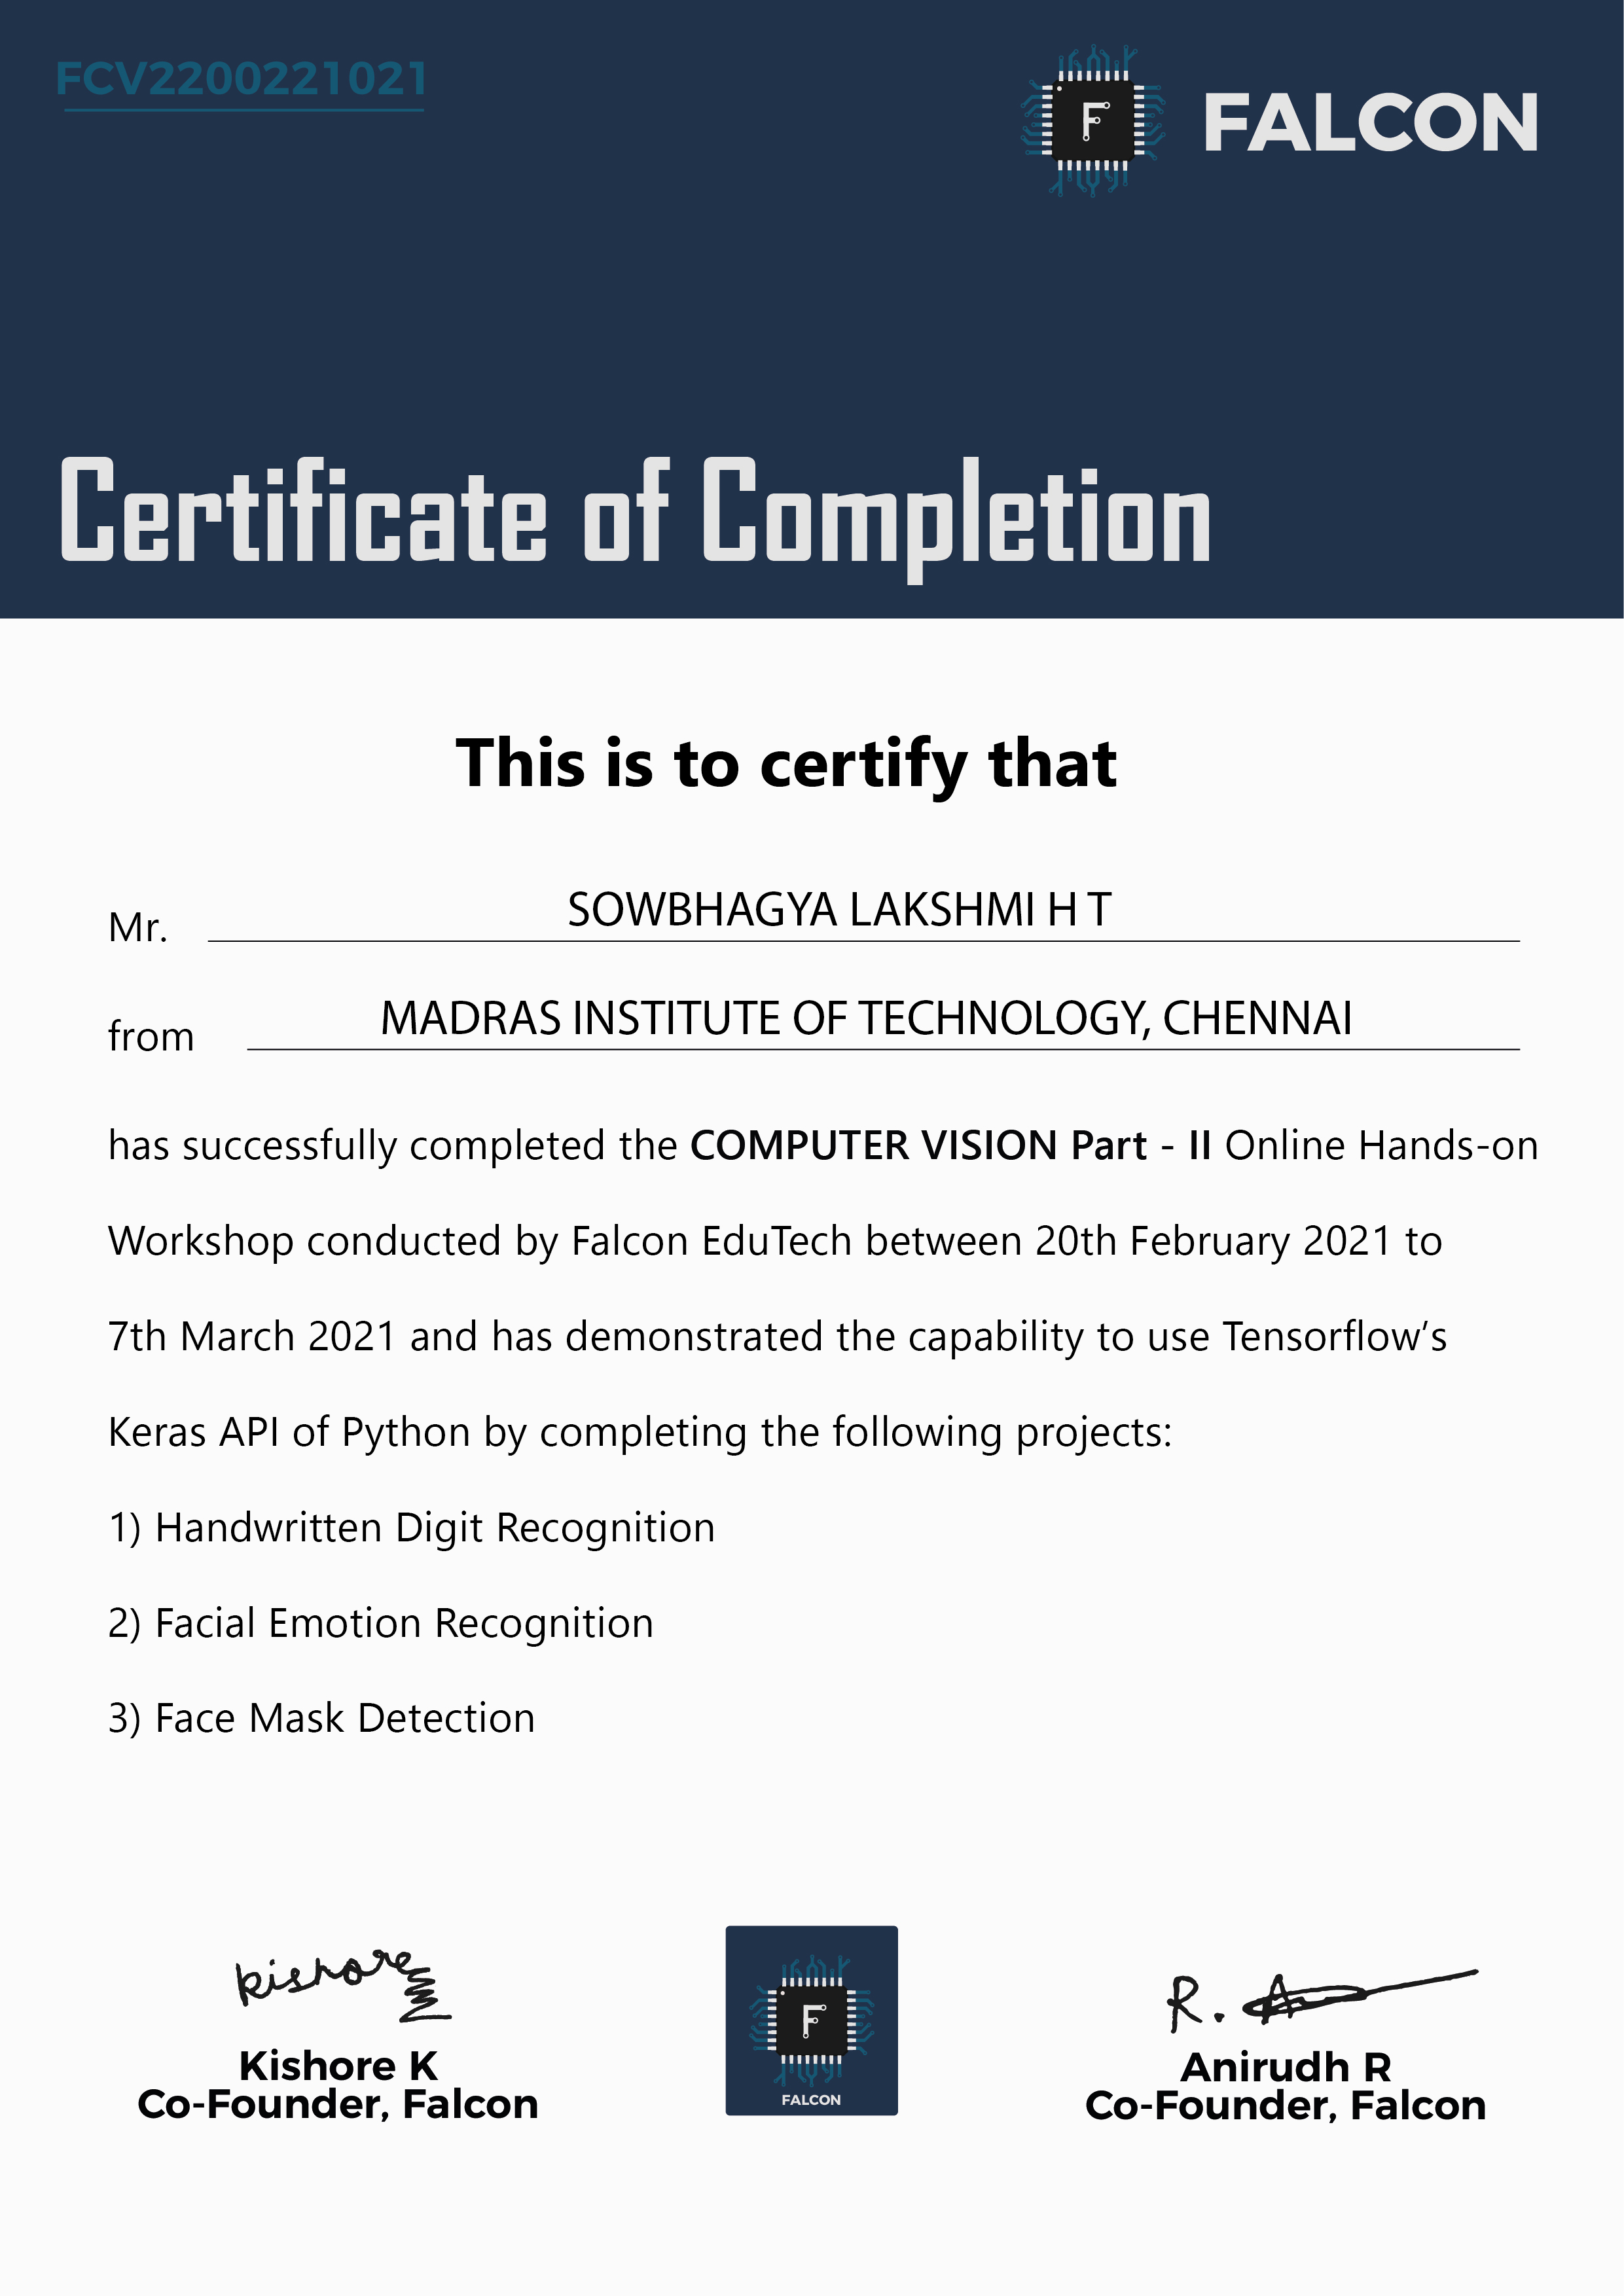 FCV2200221021
F
FALCON
Certificate of Completion
This is to certify that
Mr. SOWBHAGYA LAKSHMI H T
from MADRAS INSTITUTE OF TECHNOLOGY, CHENNAI
has successfully completed the COMPUTER VISION Part - II Online Hands-on
Workshop conducted by Falcon EduTech between 20th February 2021 to
7th March 2021 and has demonstrated the capability to use Tensorflow’s
Keras API of Python by completing the following projects:
1) Handwritten Digit Recognition
2) Facial Emotion Recognition
3) Face Mask Detection
kishore
Kishore K
Co-Founder, Falcon
F
FALCON
R. A
Anirudh R
Co-Founder, Falcon